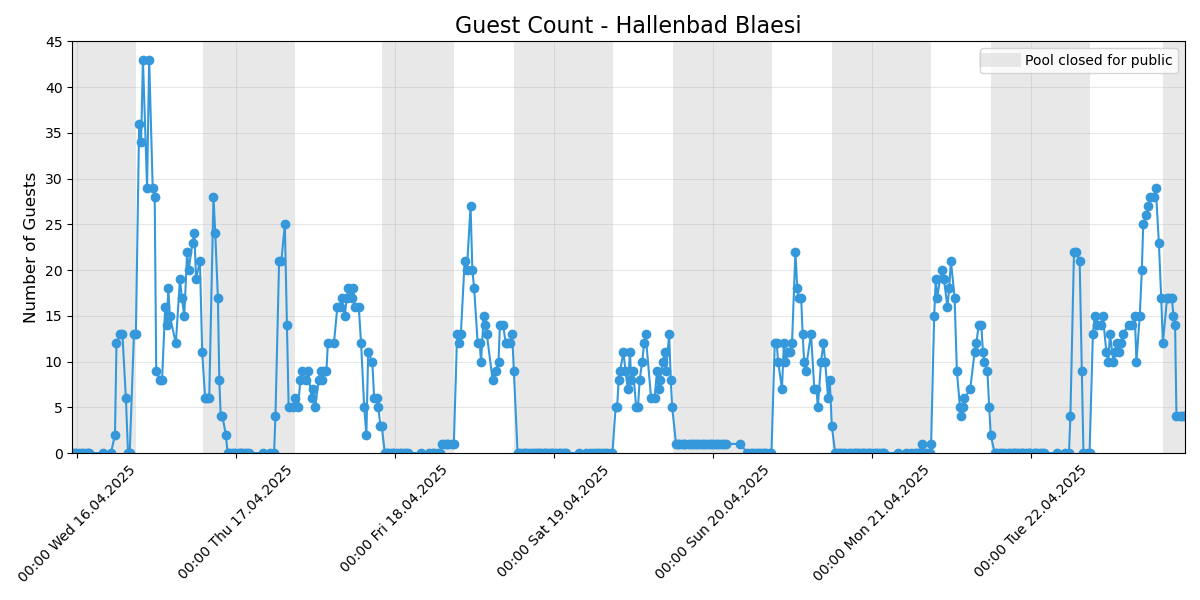 Guest Count - Hallenbad Blaesi
Pool closed for public
Number of Guests
45
40
35
30
25
20
15
10
5
0
00:00 Wed 16.04.2025
00:00 Thu 17.04.2025
00:00 Fri 18.04.2025
00:00 Sat 19.04.2025
00:00 Sun 20.04.2025
00:00 Mon 21.04.2025
00:00 Tue 22.04.2025